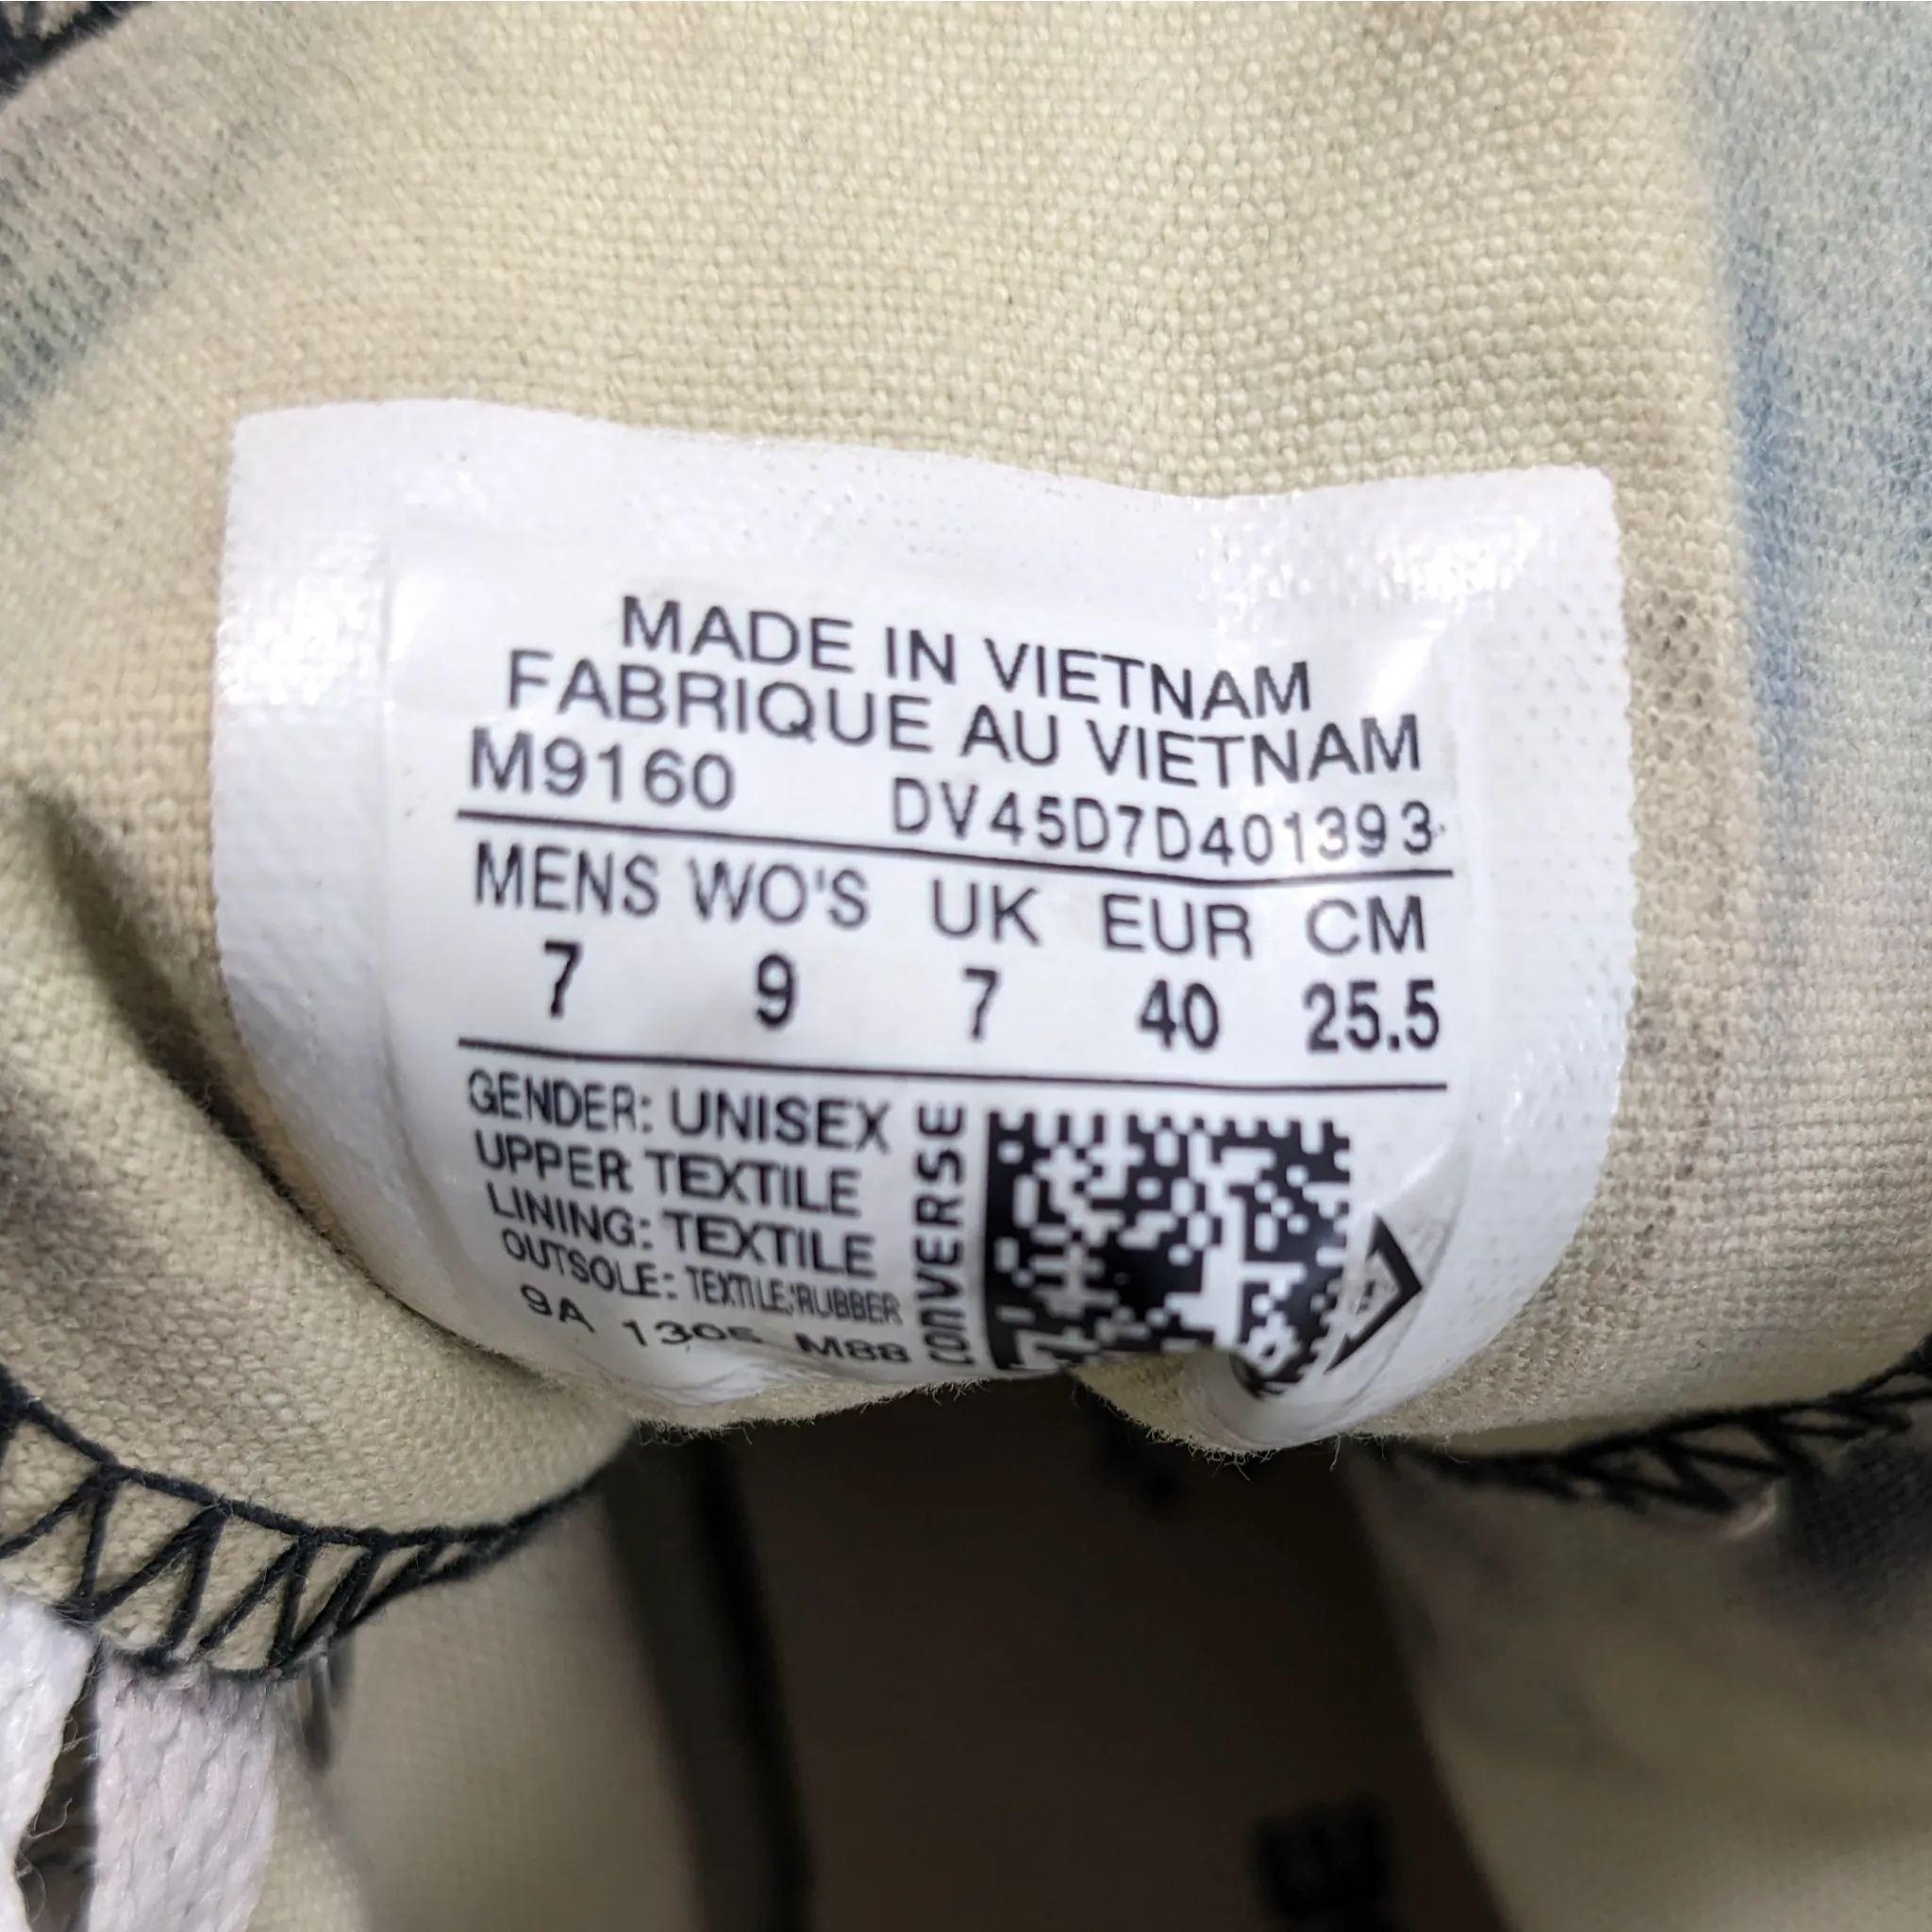 MADE IN VIETNAM
FABRIQUE AU VIETNAM
M9160 DV45D7D401393
MENS WO'S UK EUR CM
7 9 7 40 25.5
GENDER: UNISEX
UPPER TEXTILE
LINING: TEXTILE
OUTSOLE: TEXTILE;RUBBER
9A M88
CONVERSE